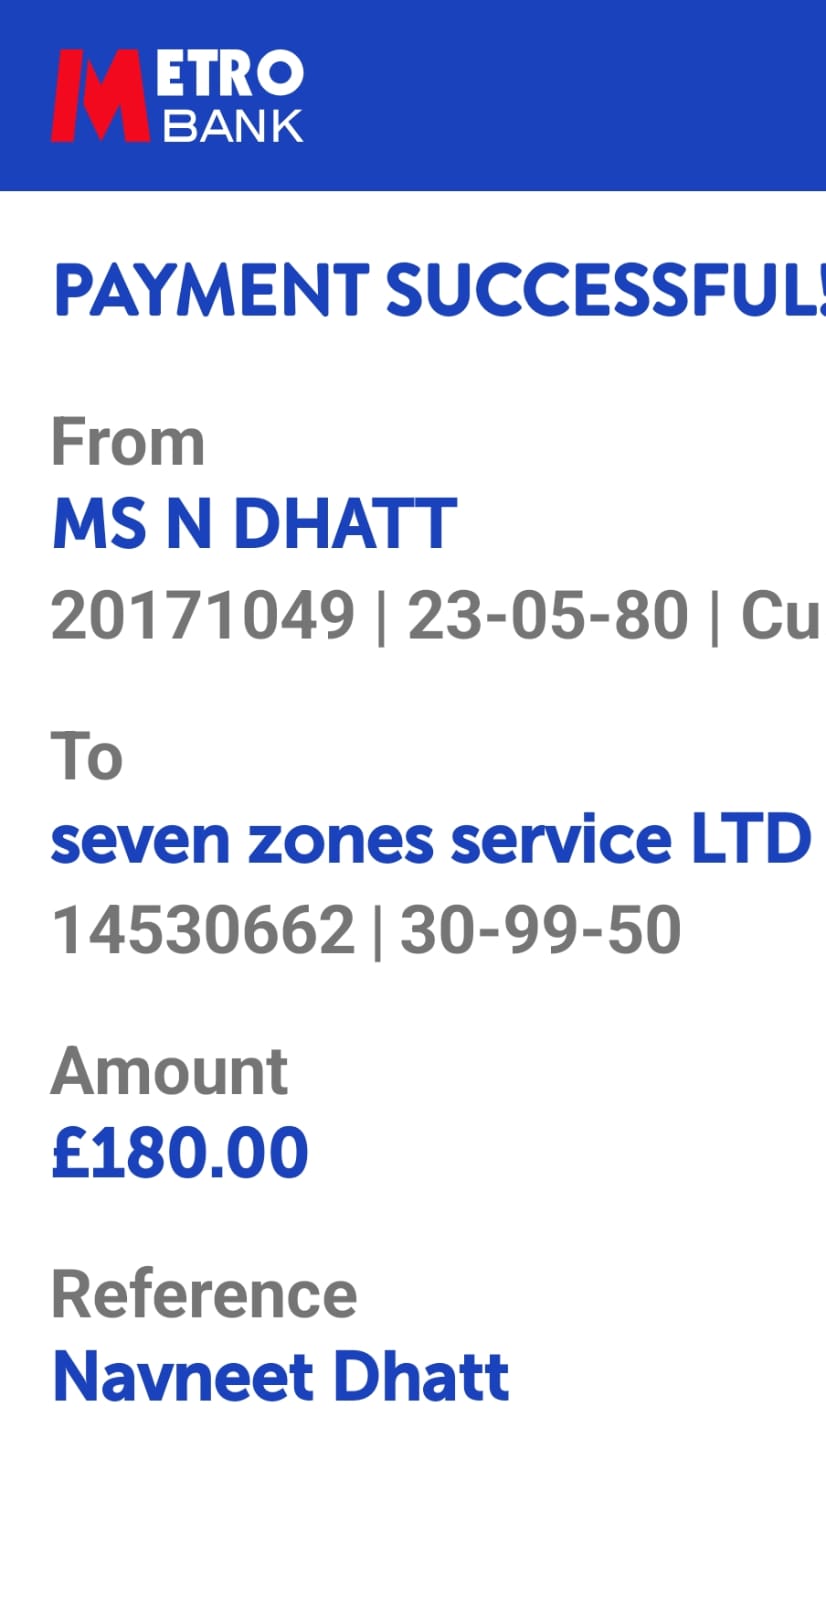 METRO
BANK
PAYMENT SUCCESSFUL!
From
MS N DHATT
20171049 | 23-05-80 | Cu
To
seven zones service LTD
14530662 | 30-99-50
Amount
£180.00
Reference
Navneet Dhatt